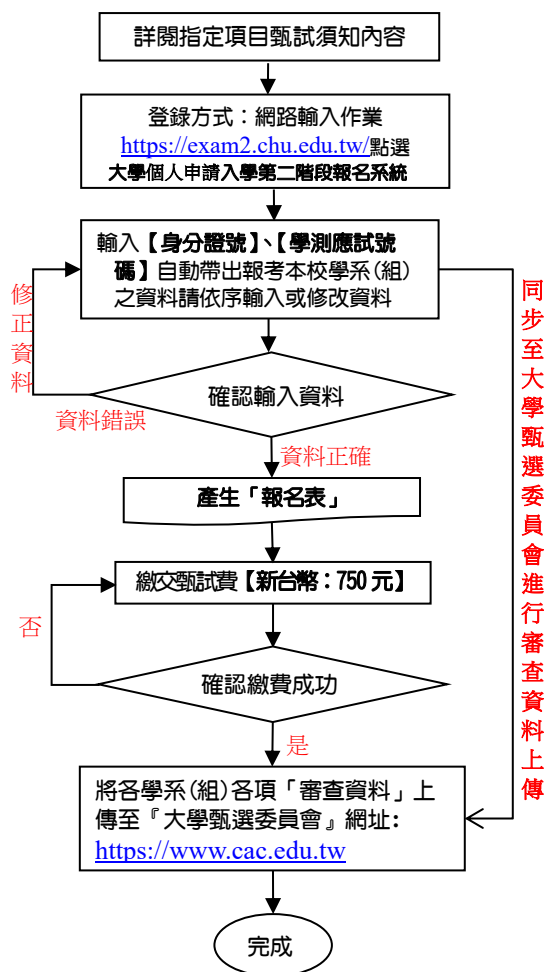 詳閱指定項目甄試須知內容
登錄方式：網路輸入作業
https://exam2.chu.edu.tw/點選
大學個人申請入學第二階段報名系統
輸入【身分證號】、【學測應試號
碼】自動帶出報考本校學系(組)
之資料請依序輸入或修改資料
修正資料
同步至大學甄選委員會進行審查資料上傳
確認輸入資料
資料錯誤
資料正確
產生「報名表」
繳交甄試費【新台幣：750 元】
否
確認繳費成功
是
將各學系(組)各項「審查資料」上
傳至『大學甄選委員會』網址:
https://www.cac.edu.tw
完成